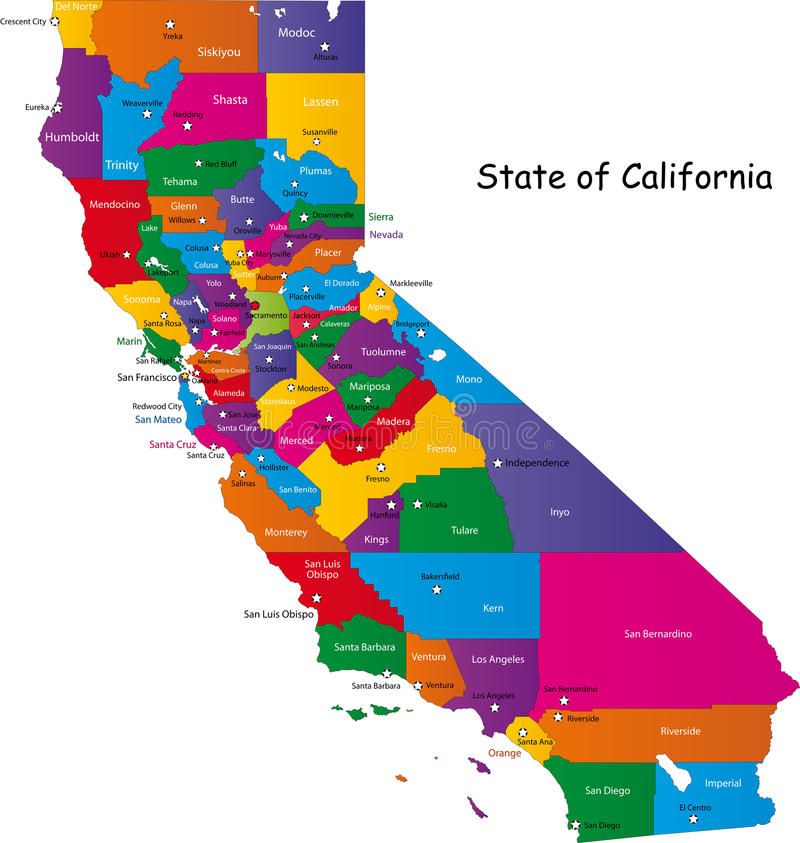 Del Norte
Crescent City
Yreka
Siskiyou
Modoc
Alturas
Eureka
Humboldt
Weaverville
Trinity
Shasta
Redding
Lassen
Susanville
State of California
Red Bluff
Tehama
Plumas
Quincy
Mendocino
Ukiah
Glenn
Willows
Butte
Oroville
Downleville
Sierra
Nevada
Nevada City
Yuba
Marysville
Lake
Lakeport
Colusa
Colusa
Yuba City
Sutter
Placer
Auburn
El Dorado
Placerville
Markleeville
Alpine
Sonoma
Santa Rosa
Napa
Napa
Yolo
Woodland
Sacramento
Solano
Fairfield
Amador
Jackson
Calaveras
San Andreas
Bridgeport
Marin
San Rafael
Martinez
Contra Costa
San Joaquin
Stockton
Sonora
Tuolumne
Mono
San Francisco
Oakland
Alameda
Modesto
Stanislaus
Mariposa
Mariposa
Redwood City
San Mateo
San Jose
Santa Clara
Merced
Merced
Madera
Madera
dreamstime.com
Santa Cruz
Santa Cruz
Hollister
San Benito
Fresno
Fresno
Independence
Inyo
Salinas
Monterey
Hanford
Kings
Visalia
Tulare
San Luis
Obispo
San Luis Obispo
Bakersfield
Kern
San Bernardino
San Bernardino
Santa Barbara
Santa Barbara
Ventura
Ventura
Los Angeles
Los Angeles
Riverside
Riverside
Santa Ana
Orange
San Diego
San Diego
Imperial
El Centro